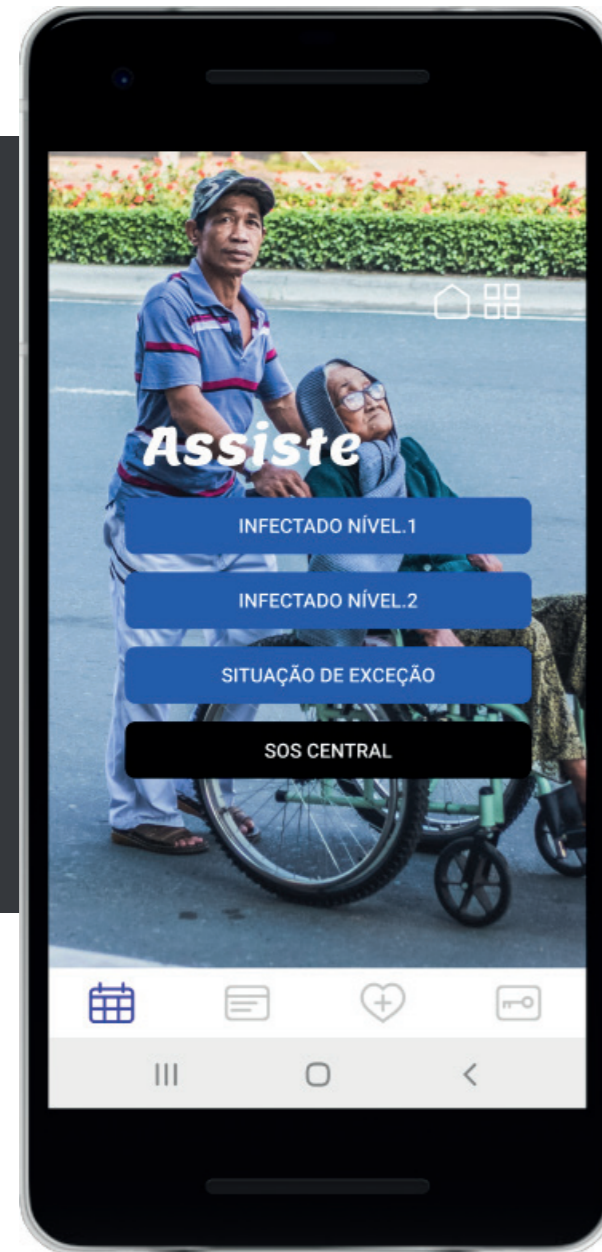 Assiste
INFECTADO NÍVEL.1
INFECTADO NÍVEL.2
SITUAÇÃO DE EXCEÇÃO
SOS CENTRAL